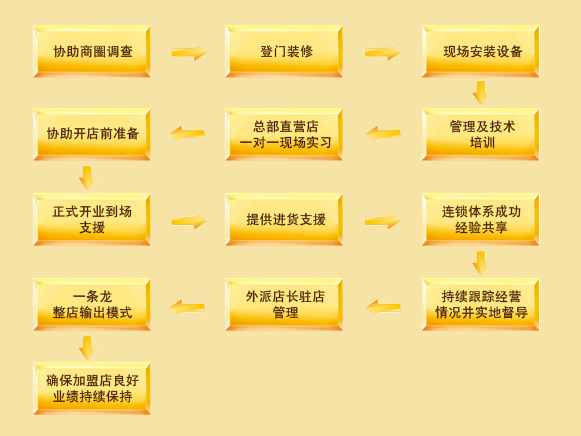 协助商圈调查
登门装修
现场安装设备
管理及技术
培训
总部直营店
一对一现场实习
协助开店前准备
正式开业到场
支援
提供进货支援
连锁体系成功
经验共享
持续跟踪经营
情况并实地督导
外派店长驻店
管理
一条龙
整店输出模式
确保加盟店良好
业绩持续保持